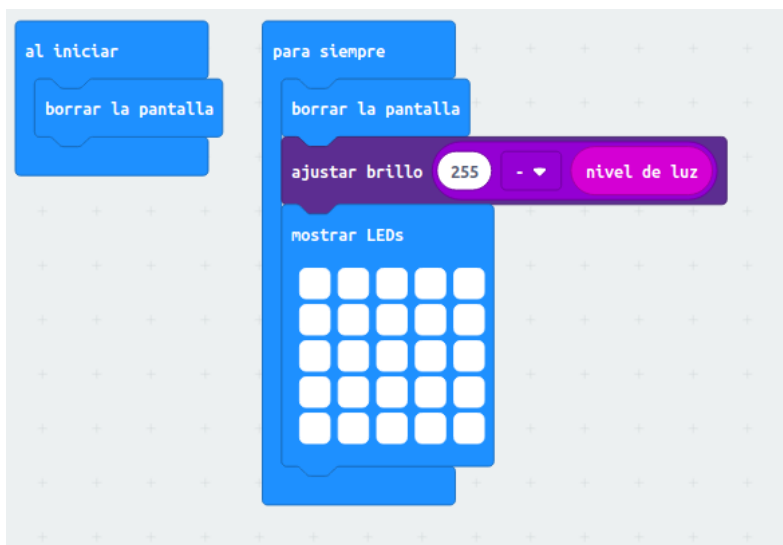 al iniciar
borrar la pantalla
para siempre
borrar la pantalla
ajustar brillo 255 - nivel de luz
mostrar LEDs